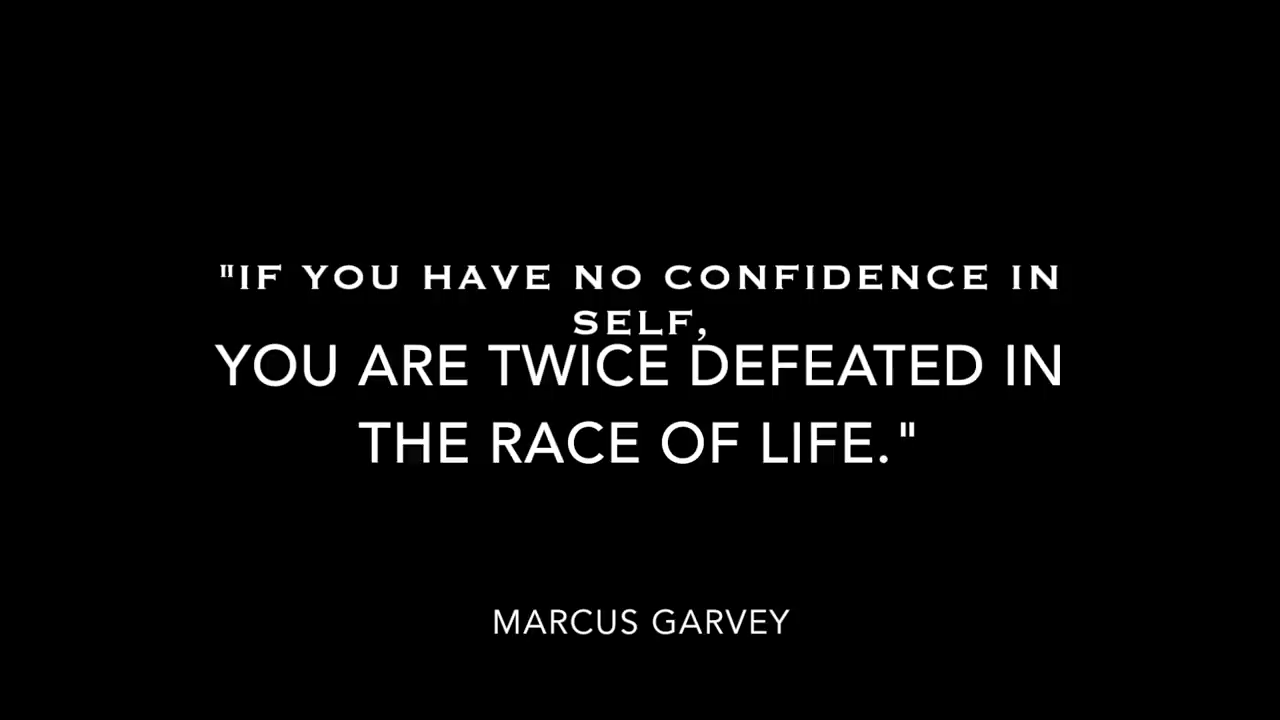 "IF YOU HAVE NO CONFIDENCE IN
SELF,
YOU ARE TWICE DEFEATED IN
THE RACE OF LIFE."
MARCUS GARVEY